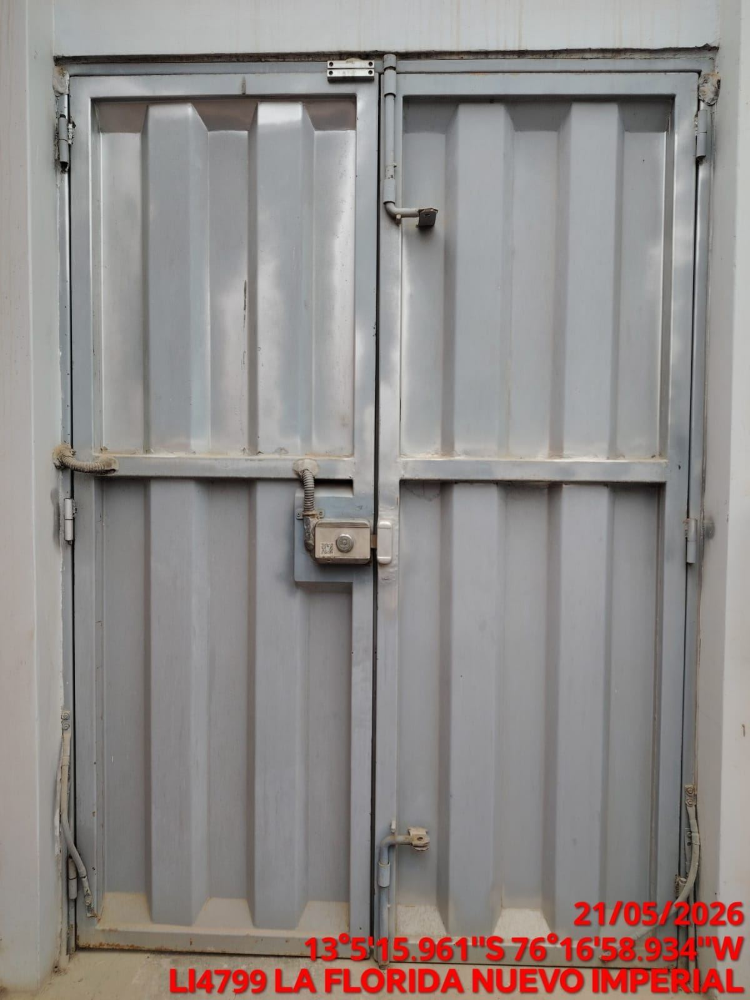 21/05/2026
13°5'15.961"S 76°16'58.934"W
LI4799 LA FLORIDA NUEVO IMPERIAL